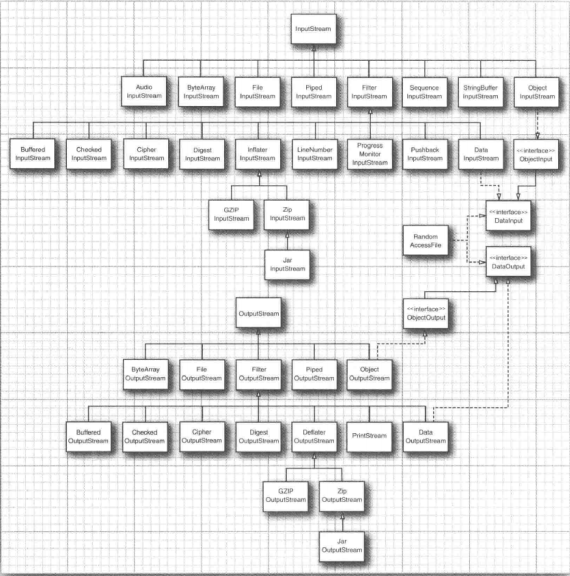 InputStream
Audio
InputStream
ByteArray
InputStream
File
InputStream
Piped
InputStream
Filter
InputStream
Sequence
InputStream
StringBuffer
InputStream
Object
InputStream
Buffered
InputStream
Checked
InputStream
Cipher
InputStream
Digest
InputStream
Inflater
InputStream
LineNumber
InputStream
Progress
Monitor
InputStream
Pushback
InputStream
Data
InputStream
<<interface>>
ObjectInput
GZIP
InputStream
Zip
InputStream
<<interface>>
DataInput
Random
AccessFile
Jar
InputStream
<<interface>>
DataOutput
OutputStream
<<interface>>
ObjectOutput
ByteArray
OutputStream
File
OutputStream
Filter
OutputStream
Piped
OutputStream
Object
OutputStream
Buffered
OutputStream
Checked
OutputStream
Cipher
OutputStream
Digest
OutputStream
Deflater
OutputStream
PrintStream
Data
OutputStream
GZIP
OutputStream
Zip
OutputStream
Jar
OutputStream